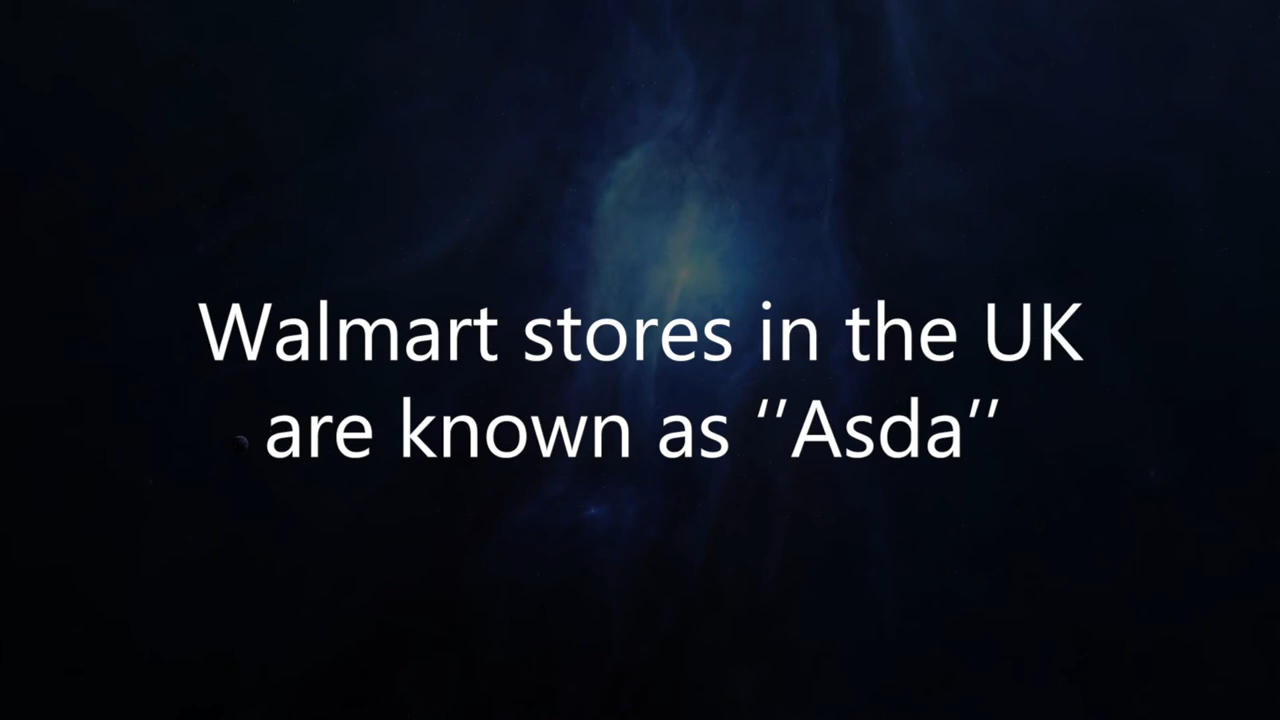 Walmart stores in the UK
are known as ‘‘Asda’’